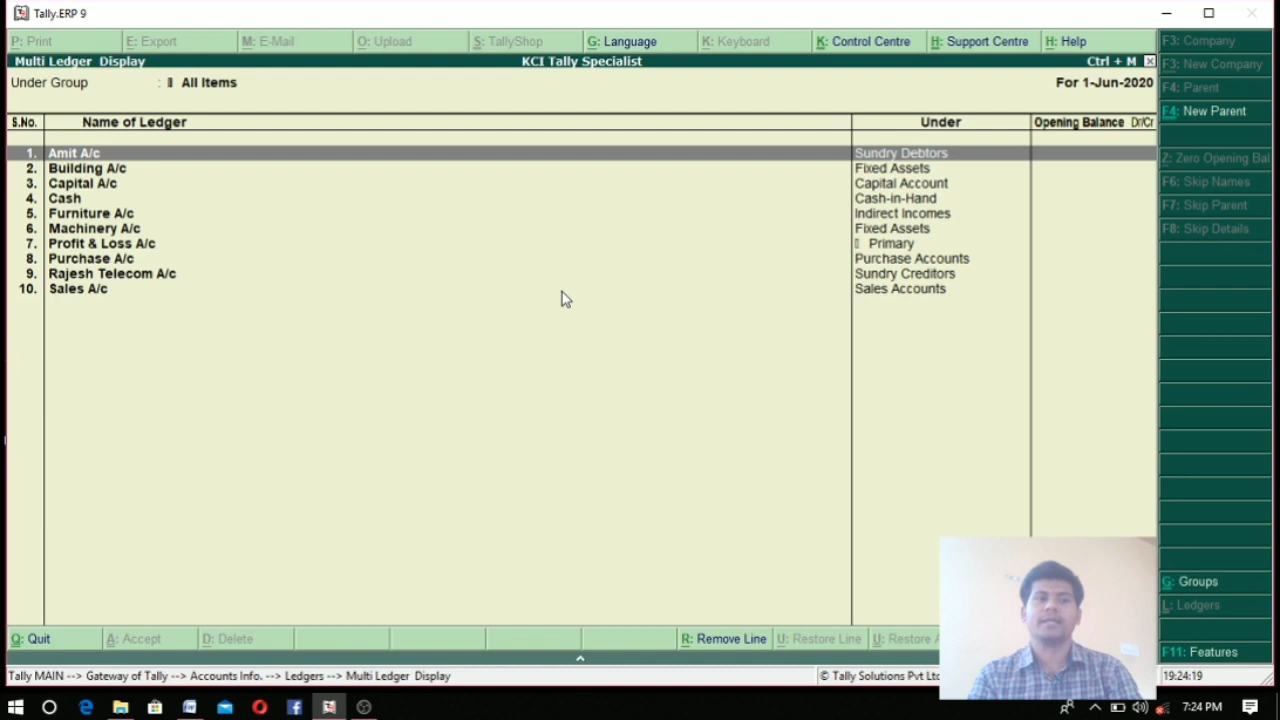 Tally.ERP 9
P: Print E: Export M: E-Mail O: Upload S: TallyShop G: Language K: Keyboard K: Control Centre H: Support Centre H: Help
F3: Company
Multi Ledger Display KCI Tally Specialist Ctrl + M
F3: New Company
Under Group : All Items For 1-Jun-2020
F4: Parent
F4: New Parent
S.No. Name of Ledger Under Opening Balance Dr/Cr
1. Amit A/c Sundry Debtors
Z: Zero Opening Bal
2. Building A/c Fixed Assets
3. Capital A/c Capital Account
F6: Skip Names
4. Cash Cash-in-Hand
F7: Skip Parent
5. Furniture A/c Indirect Incomes
6. Machinery A/c Fixed Assets
F8: Skip Details
7. Profit & Loss A/c Primary
8. Purchase A/c Purchase Accounts
9. Rajesh Telecom A/c Sundry Creditors
10. Sales A/c Sales Accounts
G: Groups
L: Ledgers
Q: Quit A: Accept D: Delete R: Remove Line U: Restore Line U: Restore
F11: Features
Tally MAIN --> Gateway of Tally --> Accounts Info. --> Ledgers --> Multi Ledger Display © Tally Solutions Pvt Ltd 19:24:19
7:24 PM